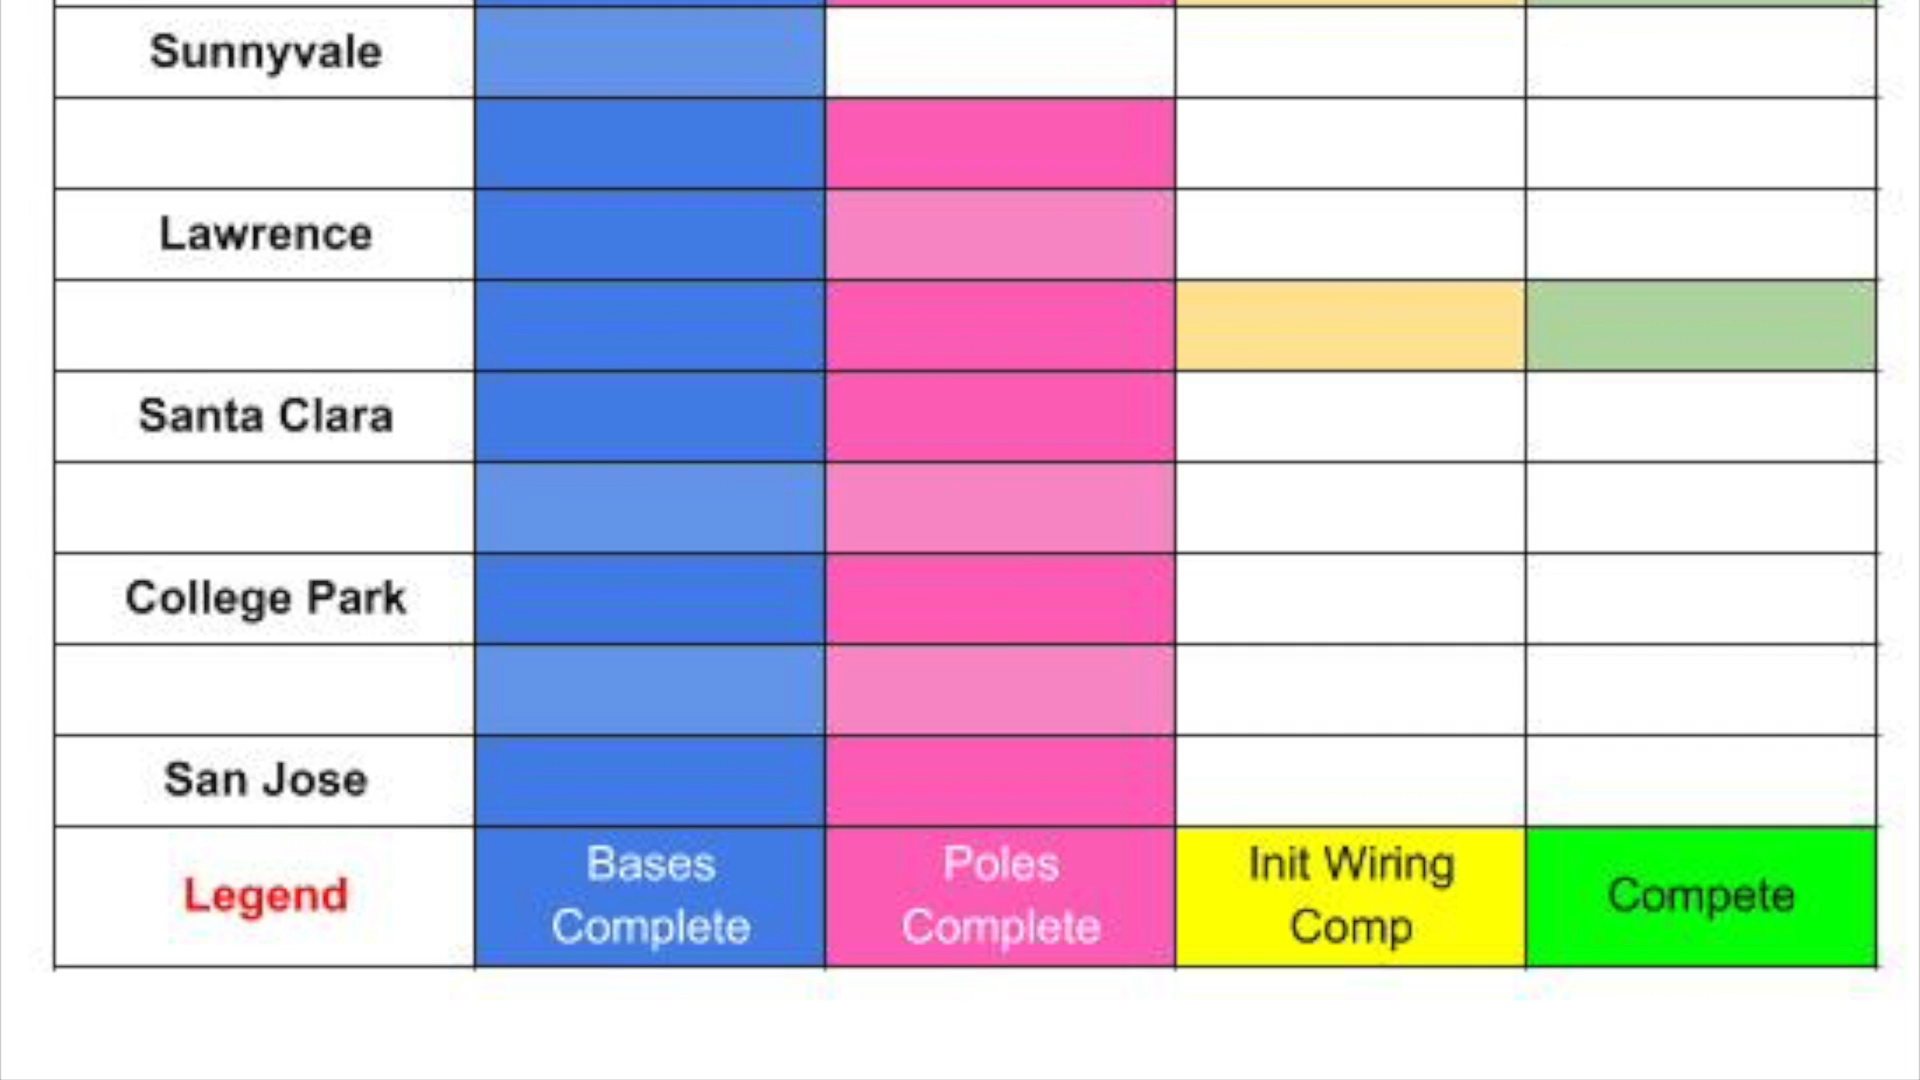 Sunnyvale
Lawrence
Santa Clara
College Park
San Jose
Legend
Bases
Complete
Poles
Complete
Init Wiring
Comp
Compete